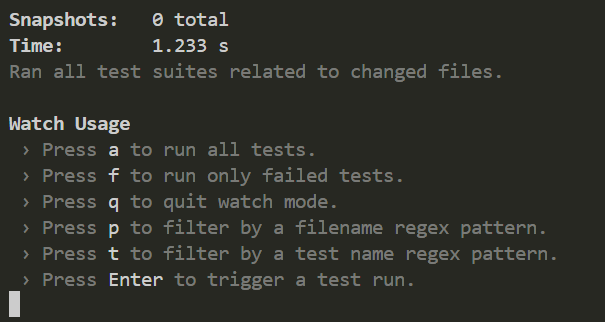 Snapshots:   0 total
Time:        1.233 s
Ran all test suites related to changed files.

Watch Usage
 › Press a to run all tests.
 › Press f to run only failed tests.
 › Press q to quit watch mode.
 › Press p to filter by a filename regex pattern.
 › Press t to filter by a test name regex pattern.
 › Press Enter to trigger a test run.